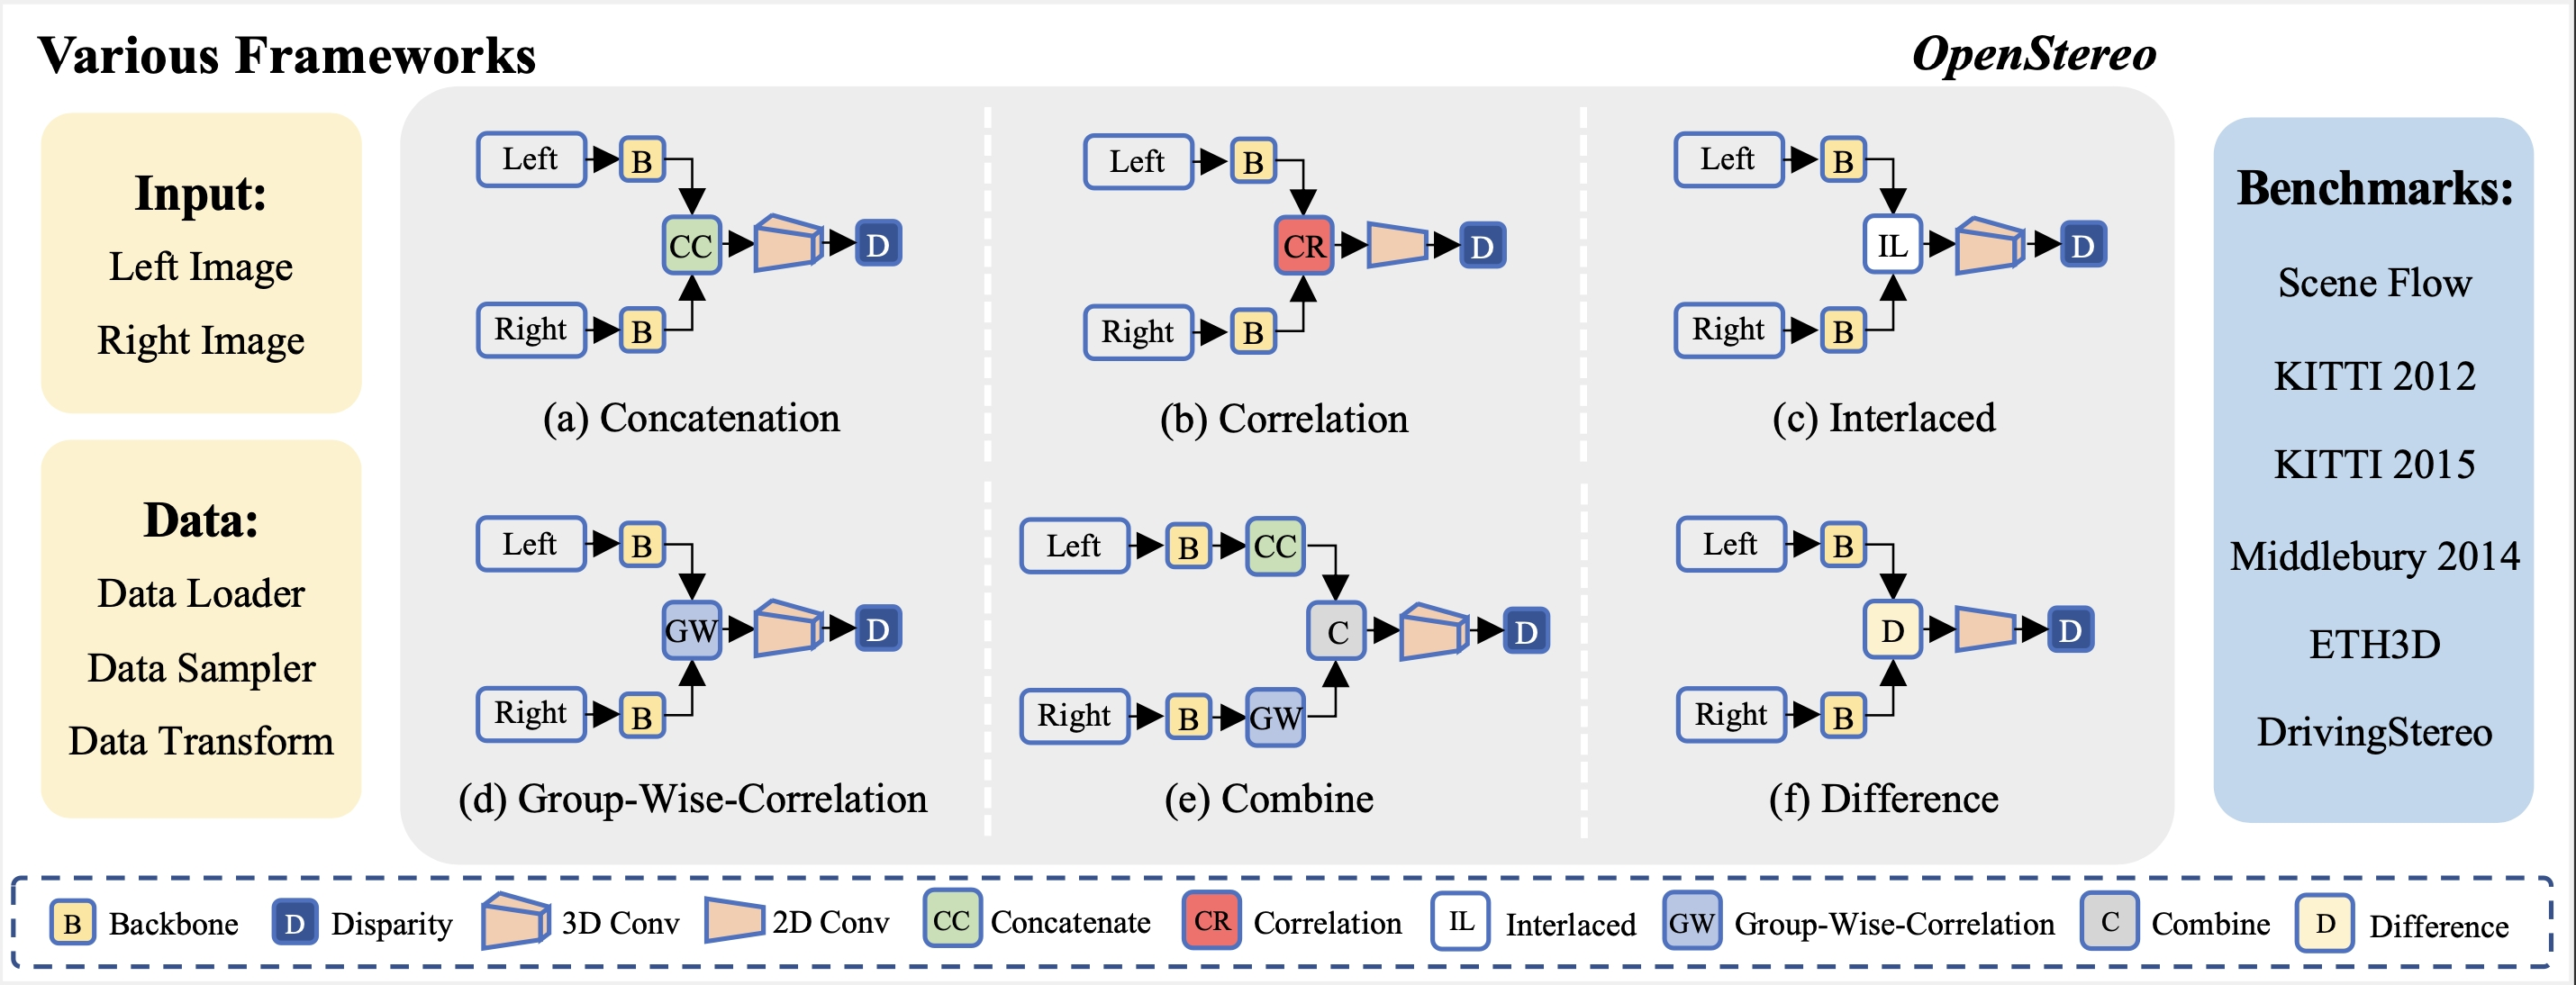 Various Frameworks
OpenStereo
Input:
Left Image
Right Image
Data:
Data Loader
Data Sampler
Data Transform
Left
B
CC
D
Right
B
(a) Concatenation
Left
B
CR
D
Right
B
(b) Correlation
Left
B
IL
D
Right
B
(c) Interlaced
Left
B
GW
D
Right
B
(d) Group-Wise-Correlation
Left
B
CC
C
D
Right
B
GW
(e) Combine
Left
B
D
D
Right
B
(f) Difference
Benchmarks:
Scene Flow
KITTI 2012
KITTI 2015
Middlebury 2014
ETH3D
DrivingStereo
B Backbone
D Disparity
3D Conv
2D Conv
CC Concatenate
CR Correlation
IL Interlaced
GW Group-Wise-Correlation
C Combine
D Difference